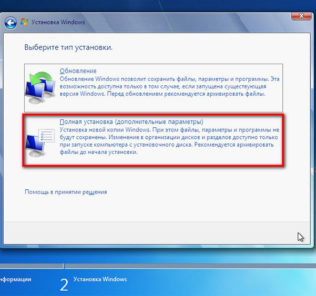 Установка Windows
Выберите тип установки.
Обновление
Обновление Windows позволит сохранить файлы, параметры и программы. Эта
возможность доступна только в том случае, если запущена существующая
версия Windows. Перед обновлением рекомендуется архивировать файлы.
Полная установка (дополнительные параметры)
Установка новой копии Windows. При этом файлы, параметры и программы не
будут сохранены. Изменение в организации дисков и разделов доступно только
при запуске компьютера с установочного диска. Рекомендуется архивировать
файлы до начала установки.
Помощь в принятии решения
нформации
2 Установка Windows